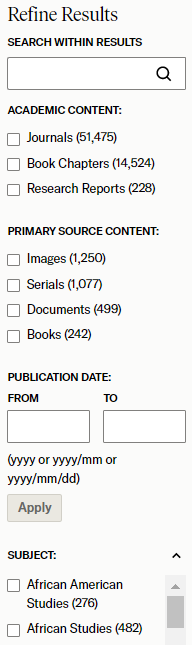 Refine Results
SEARCH WITHIN RESULTS
ACADEMIC CONTENT:
Journals (51,475)
Book Chapters (14,524)
Research Reports (228)
PRIMARY SOURCE CONTENT:
Images (1,250)
Serials (1,077)
Documents (499)
Books (242)
PUBLICATION DATE:
FROM TO
(yyyy or yyyy/mm or
yyyy/mm/dd)
Apply
SUBJECT:
African American
Studies (276)
African Studies (482)